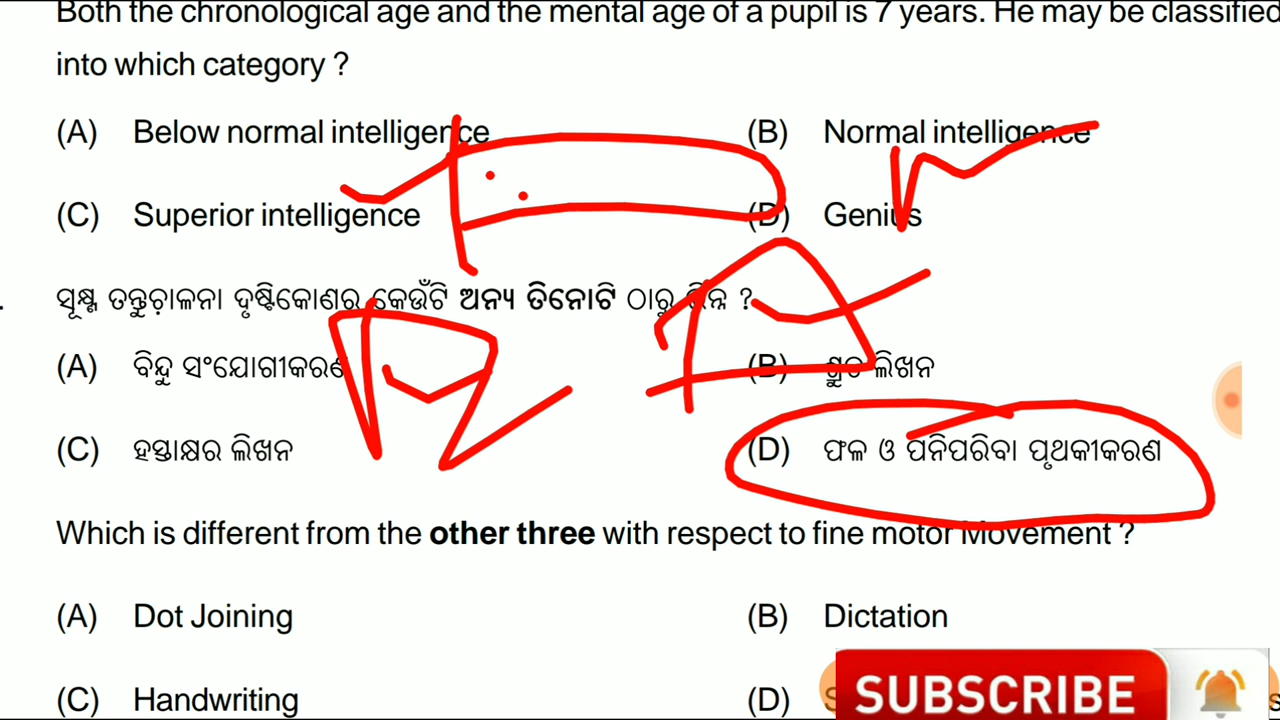 Both the chronological age and the mental age of a pupil is 7 years. He may be classified
into which category ?
(A) Below normal intelligence (B) Normal intelligence
(C) Superior intelligence (D) Genius
. ସୂକ୍ଷ୍ମ ତନ୍ତୁଚାଳନା ଦୃଷ୍ଟିକୋଣରୁ କେଉଁଟି ଅନ୍ୟ ତିନୋଟି ଠାରୁ ଭିନ୍ନ ?
(A) ବିନ୍ଦୁ ସଂଯୋଗୀକରଣ (B) ଶ୍ରୁତ ଲିଖନ
(C) ହସ୍ତାକ୍ଷର ଲିଖନ (D) ଫଳ ଓ ପନିପରିବା ପୃଥକୀକରଣ
Which is different from the other three with respect to fine motor Movement ?
(A) Dot Joining (B) Dictation
(C) Handwriting (D)
SUBSCRIBE